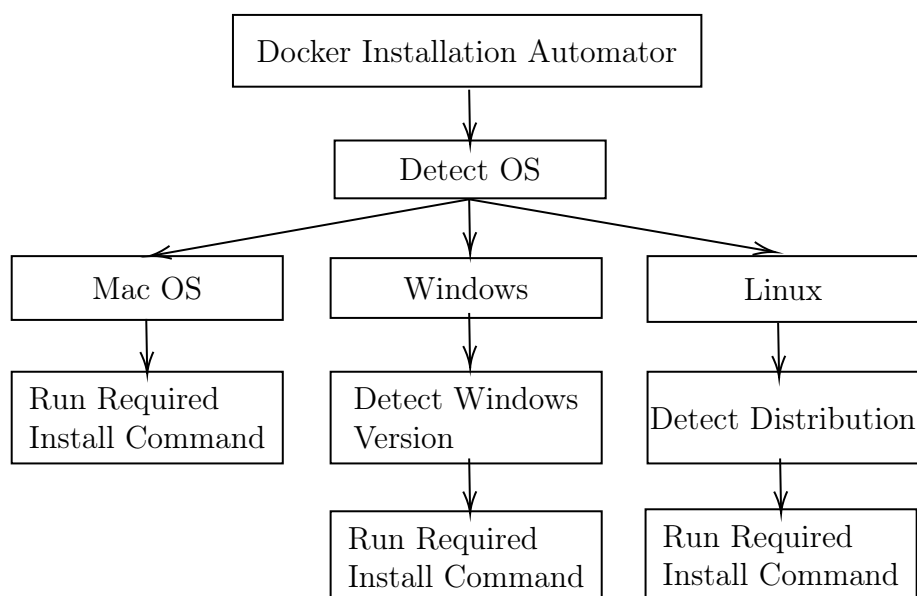 Docker Installation Automator
Detect OS
Mac OS
Windows
Linux
Run Required
Install Command
Detect Windows
Version
Detect Distribution
Run Required
Install Command
Run Required
Install Command